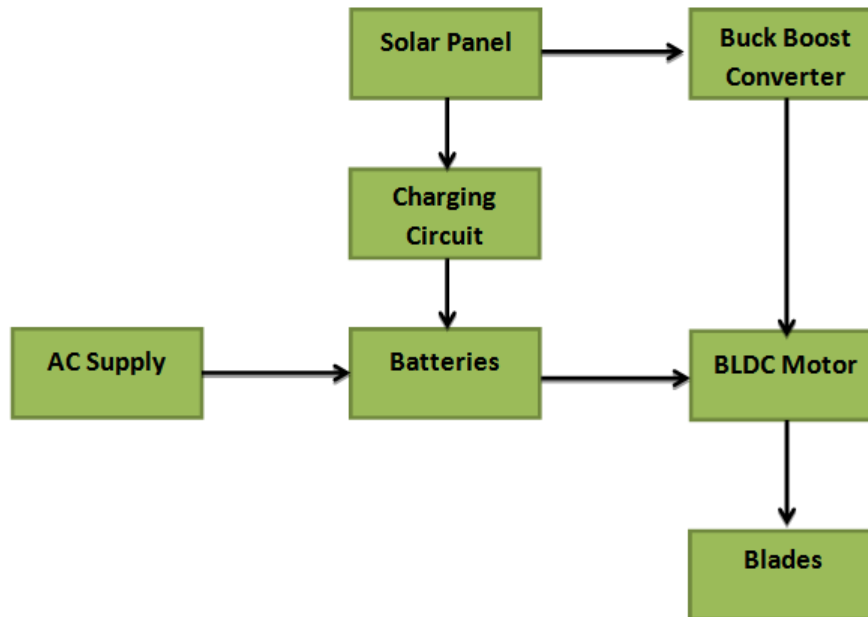 Solar Panel
Buck Boost
Converter
Charging
Circuit
AC Supply
Batteries
BLDC Motor
Blades